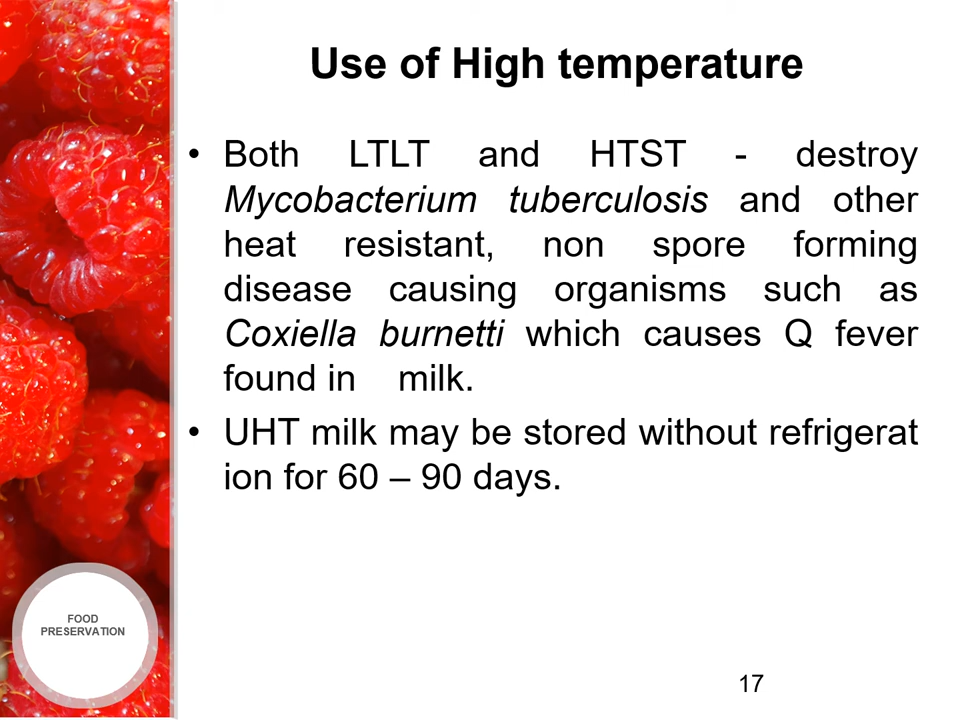 Use of High temperature
• Both LTLT and HTST - destroy
Mycobacterium tuberculosis and other
heat resistant, non spore forming
disease causing organisms such as
Coxiella burnetti which causes Q fever
found in milk.
• UHT milk may be stored without refrigerat
ion for 60 – 90 days.
FOOD
PRESERVATION
17